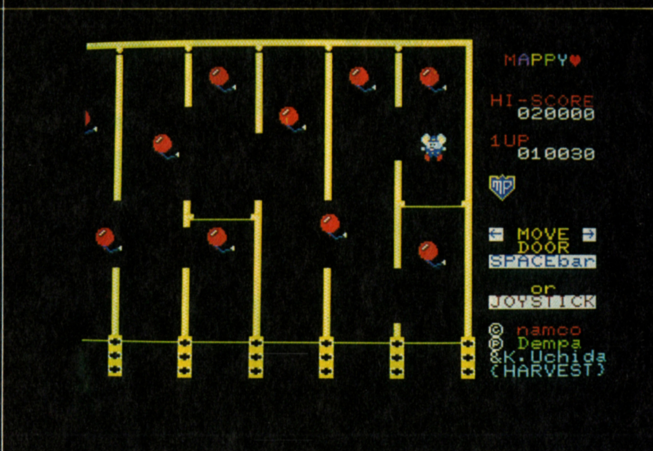 MAPPY♥
HI-SCORE
020000
1UP
010030
MP
← MOVE →
DOOR
SPACEbar
or
JOYSTICK
© namco
Ⓟ Dempa
&K.Uchida
(HARVEST)